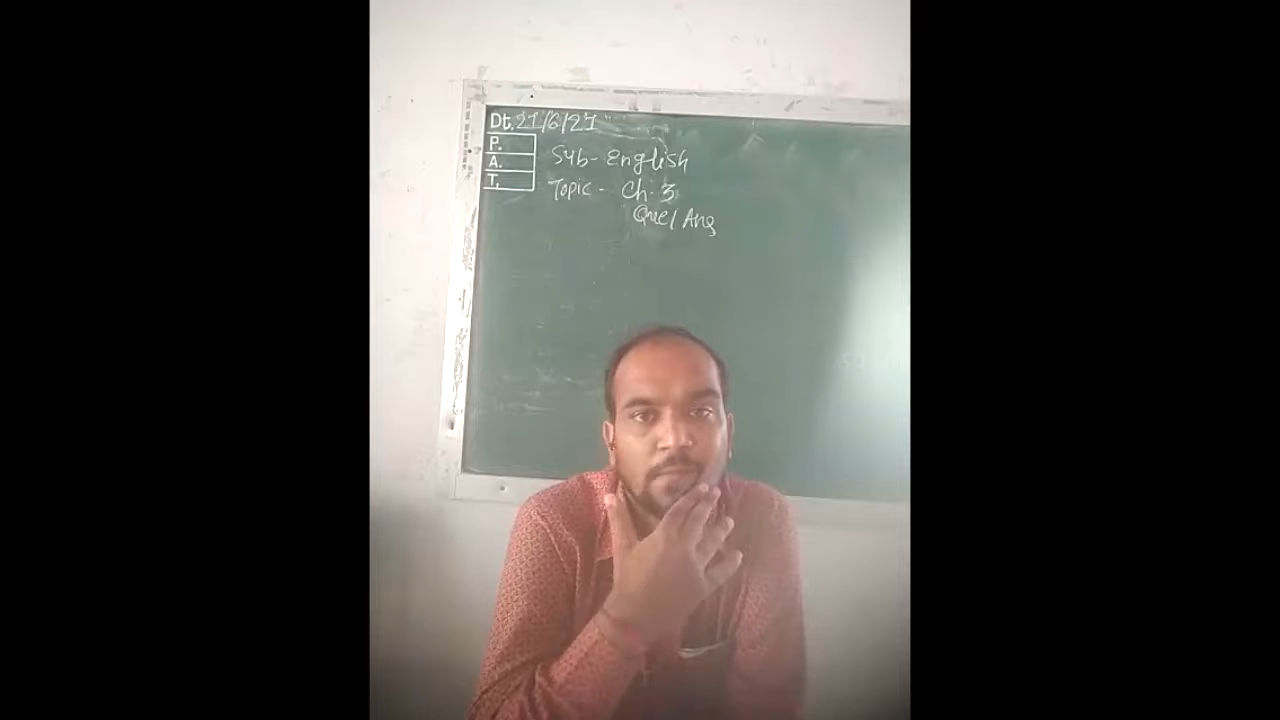 Dt. 21/6/21
P.
A.
T.
Sub- English
Topic - Ch. 3
Que/Ans